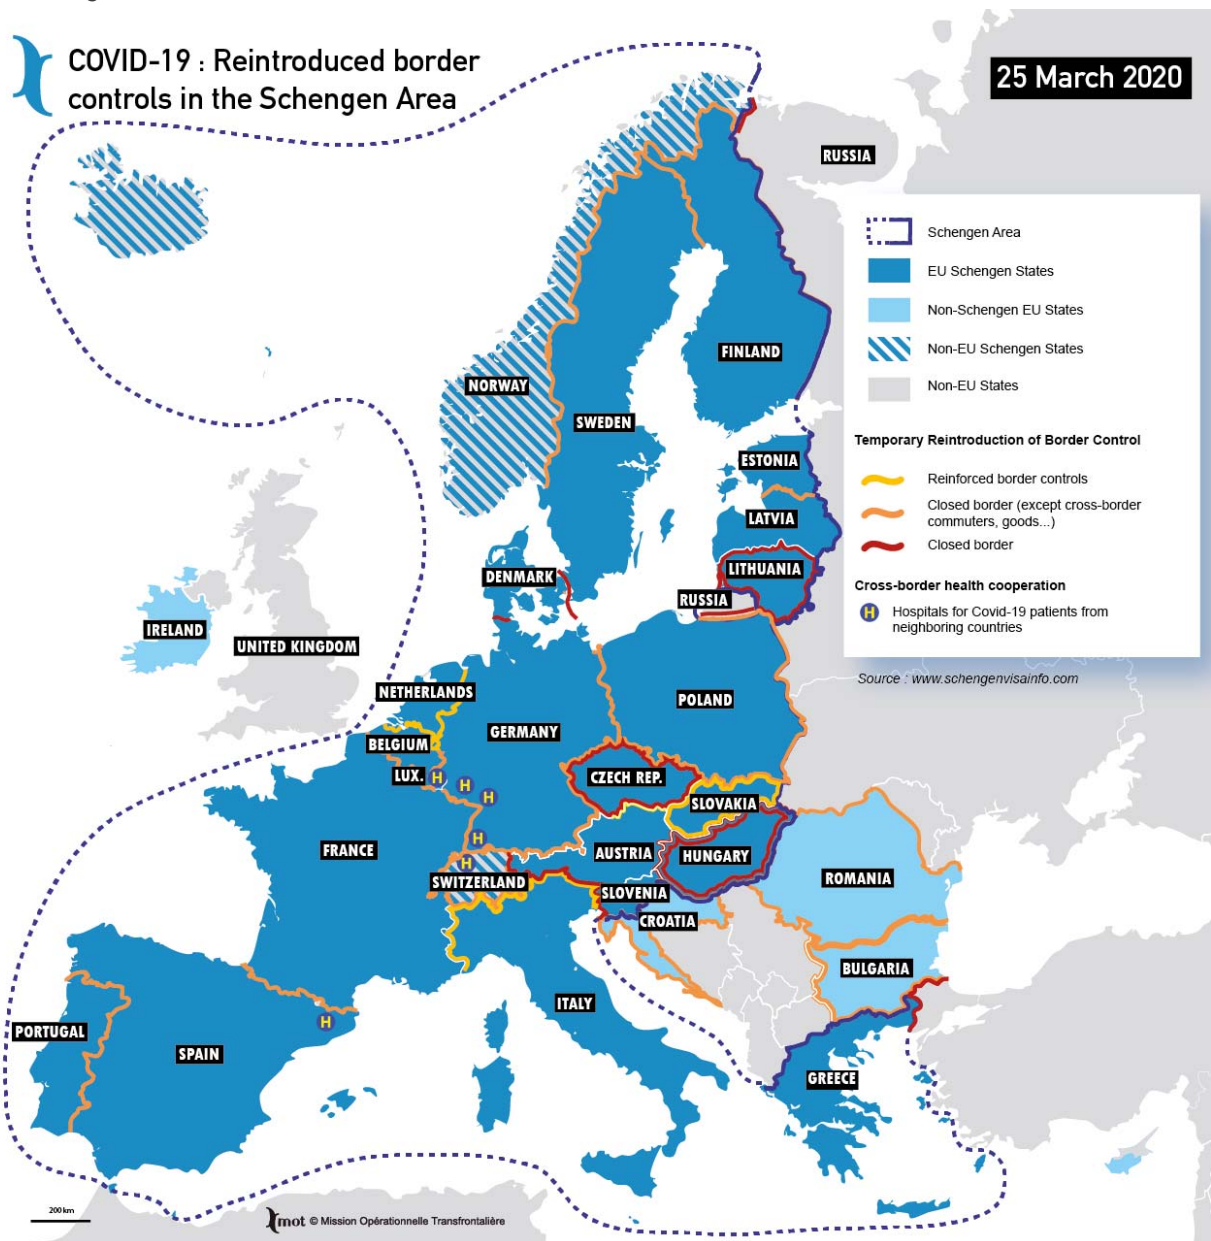 COVID-19 : Reintroduced border
controls in the Schengen Area
25 March 2020
RUSSIA
Schengen Area
EU Schengen States
Non-Schengen EU States
Non-EU Schengen States
Non-EU States
Temporary Reintroduction of Border Control
Reinforced border controls
Closed border (except cross-border
commuters, goods...)
Closed border
Cross-border health cooperation
H
Hospitals for Covid-19 patients from
neighboring countries
Source : www.schengenvisainfo.com
FINLAND
NORWAY
SWEDEN
ESTONIA
LATVIA
LITHUANIA
DENMARK
RUSSIA
IRELAND
UNITED KINGDOM
NETHERLANDS
POLAND
GERMANY
BELGIUM
LUX.
H
H
H
CZECH REP.
SLOVAKIA
H
FRANCE
AUSTRIA
HUNGARY
H
SWITZERLAND
ROMANIA
SLOVENIA
CROATIA
BULGARIA
ITALY
H
PORTUGAL
SPAIN
GREECE
200 km
mot © Mission Opérationnelle Transfrontalière